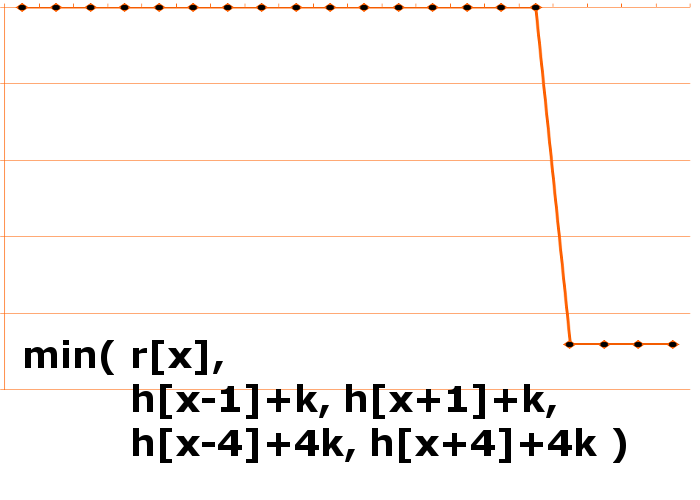 min( r[x],
h[x-1]+k, h[x+1]+k,
h[x-4]+4k, h[x+4]+4k )